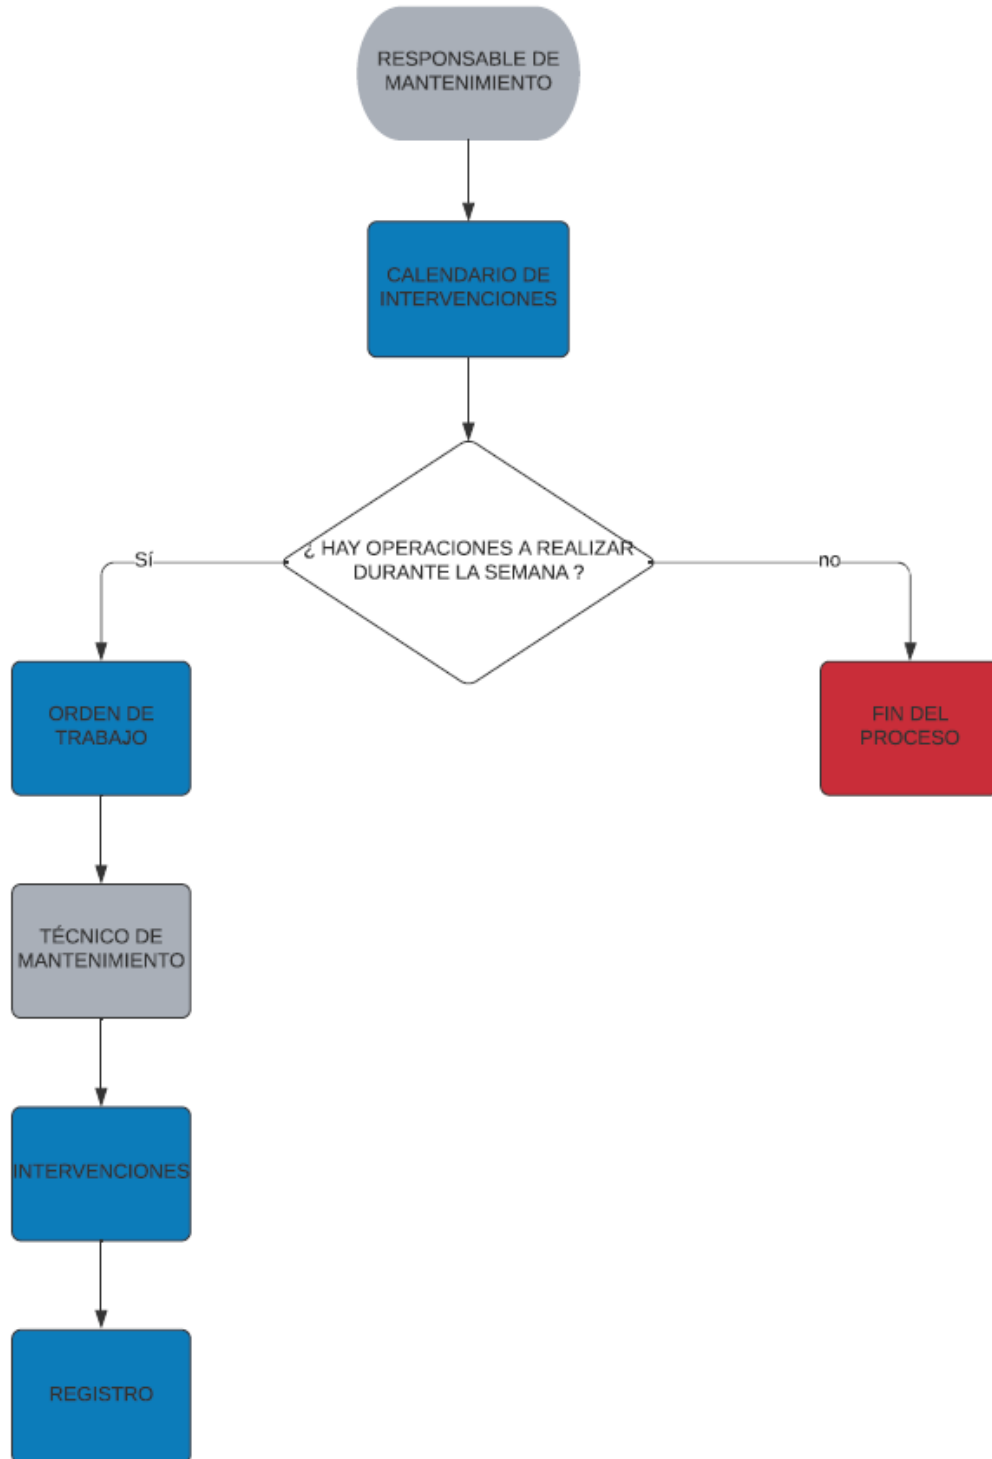 RESPONSABLE DE
MANTENIMIENTO
CALENDARIO DE
INTERVENCIONES
¿ HAY OPERACIONES A REALIZAR
DURANTE LA SEMANA ?
Sí
no
ORDEN DE
TRABAJO
FIN DEL
PROCESO
TÉCNICO DE
MANTENIMIENTO
INTERVENCIONES
REGISTRO